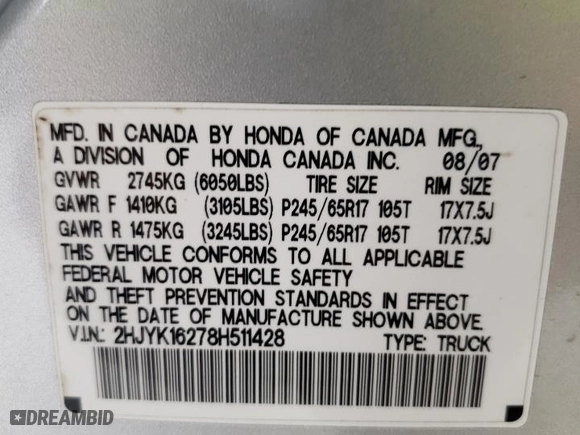 MFD. IN CANADA BY HONDA OF CANADA MFG.,
A DIVISION OF HONDA CANADA INC. 08/07
GVWR 2745KG (6050LBS) TIRE SIZE RIM SIZE
GAWR F 1410KG (3105LBS) P245/65R17 105T 17X7.5J
GAWR R 1475KG (3245LBS) P245/65R17 105T 17X7.5J
THIS VEHICLE CONFORMS TO ALL APPLICABLE
FEDERAL MOTOR VEHICLE SAFETY
AND THEFT PREVENTION STANDARDS IN EFFECT
ON THE DATE OF MANUFACTURE SHOWN ABOVE.
V.I.N.: 2HJYK16278H511428 TYPE: TRUCK
DREAMBID